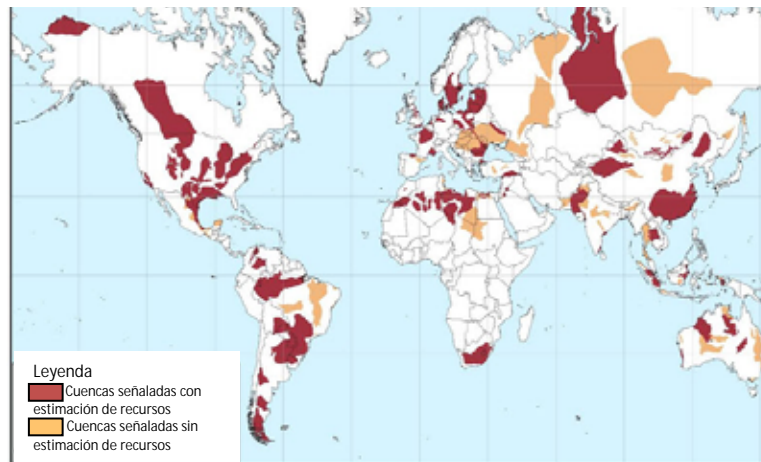 Leyenda
Cuencas señaladas con
estimación de recursos
Cuencas señaladas sin
estimación de recursos